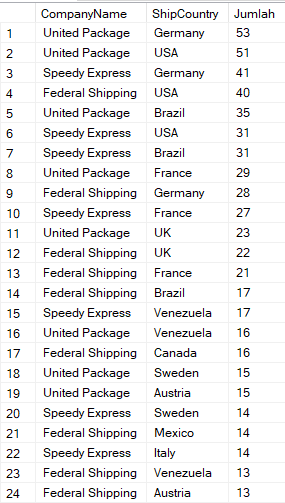 CompanyName ShipCountry Jumlah
1 United Package Germany 53
2 United Package USA 51
3 Speedy Express Germany 41
4 Federal Shipping USA 40
5 United Package Brazil 35
6 Speedy Express USA 31
7 Speedy Express Brazil 31
8 United Package France 29
9 Federal Shipping Germany 28
10 Speedy Express France 27
11 United Package UK 23
12 Federal Shipping UK 22
13 Federal Shipping France 21
14 Federal Shipping Brazil 17
15 Speedy Express Venezuela 17
16 United Package Venezuela 16
17 Federal Shipping Canada 16
18 United Package Sweden 15
19 United Package Austria 15
20 Speedy Express Sweden 14
21 Federal Shipping Mexico 14
22 Speedy Express Italy 14
23 Federal Shipping Venezuela 13
24 Federal Shipping Austria 13